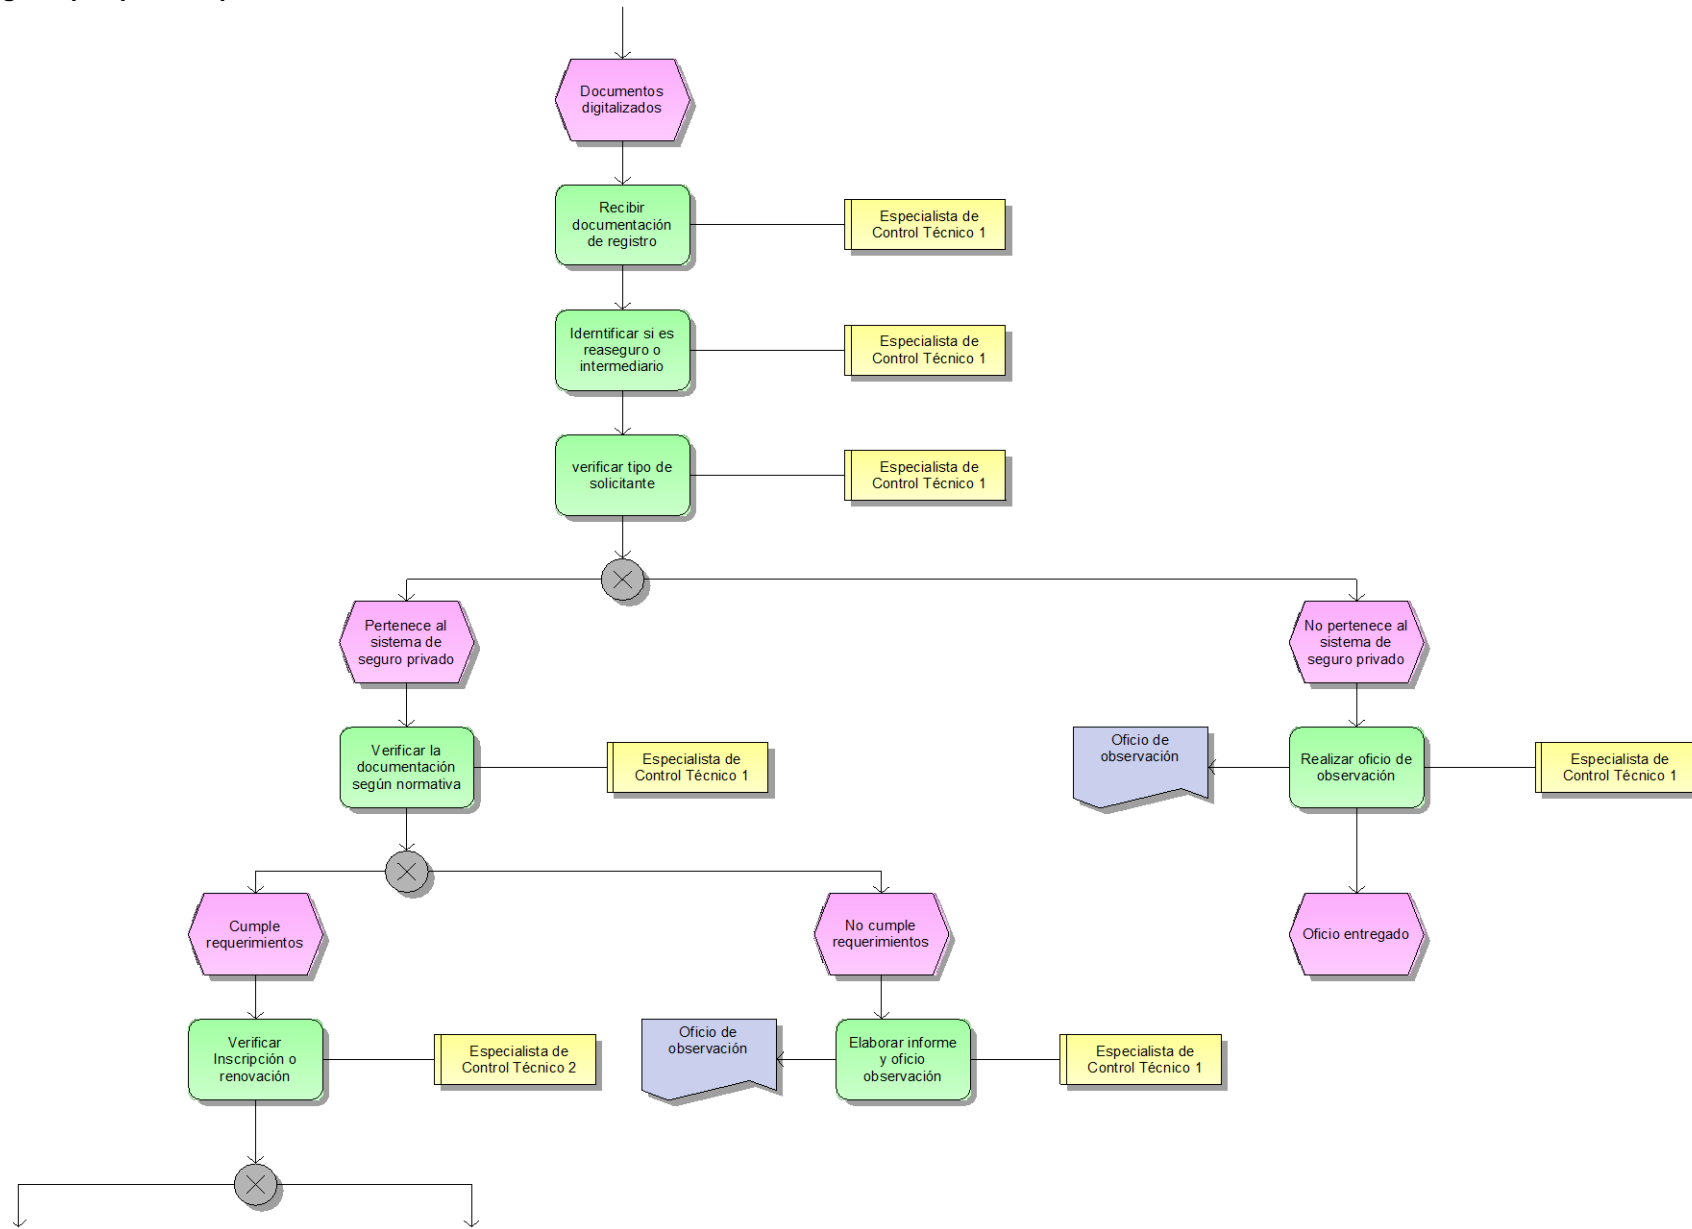 Documentos
digitalizados
Recibir
documentación
de registro
Especialista de
Control Técnico 1
Iderntificar si es
reaseguro o
intermediario
Especialista de
Control Técnico 1
verificar tipo de
solicitante
Especialista de
Control Técnico 1
Pertenece al
sistema de
seguro privado
No pertenece al
sistema de
seguro privado
Verificar la
documentación
según normativa
Especialista de
Control Técnico 1
Oficio de
observación
Realizar oficio de
observación
Especialista de
Control Técnico 1
Cumple
requerimientos
No cumple
requerimientos
Oficio entregado
Verificar
Inscripción o
renovación
Especialista de
Control Técnico 2
Oficio de
observación
Elaborar informe
y oficio
observación
Especialista de
Control Técnico 1